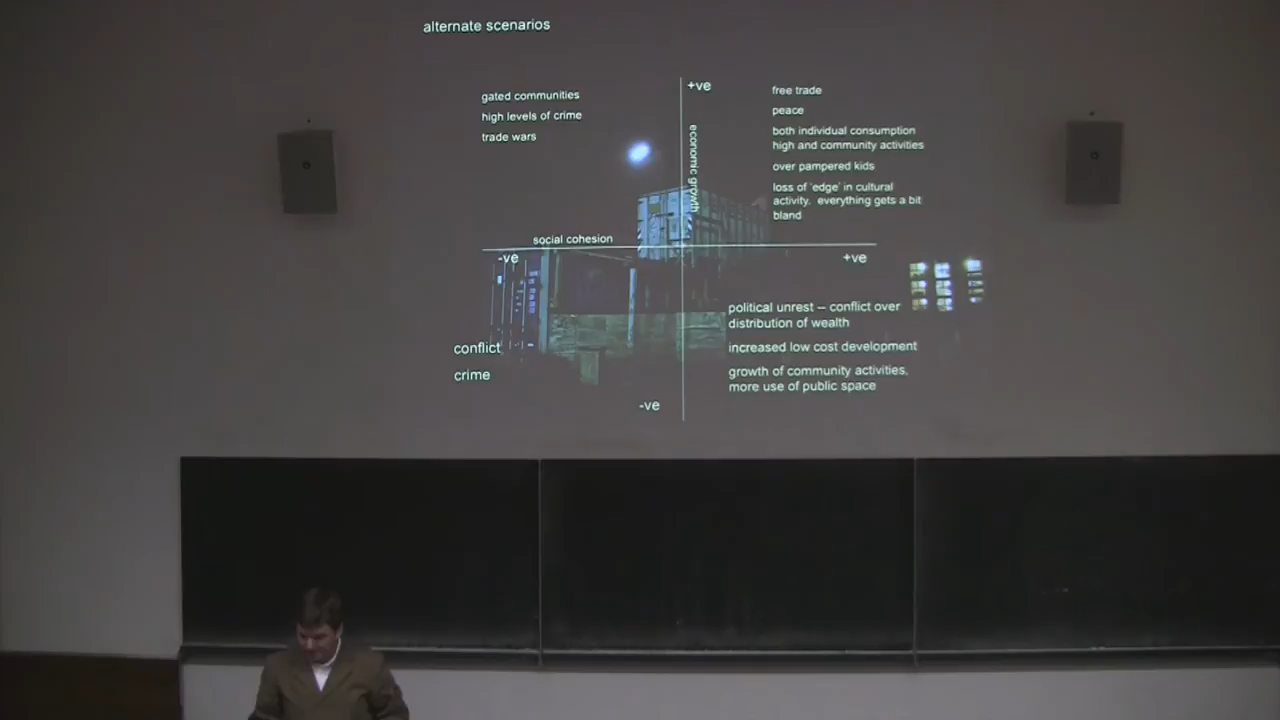 alternate scenarios
gated communities
high levels of crime
trade wars
+ve
economic growth
free trade
peace
both individual consumption
high and community activities
over pampered kids
loss of 'edge' in cultural
activity. everything gets a bit
bland
social cohesion
-ve
+ve
conflict
crime
political unrest – conflict over
distribution of wealth
increased low cost development
growth of community activities,
more use of public space
-ve